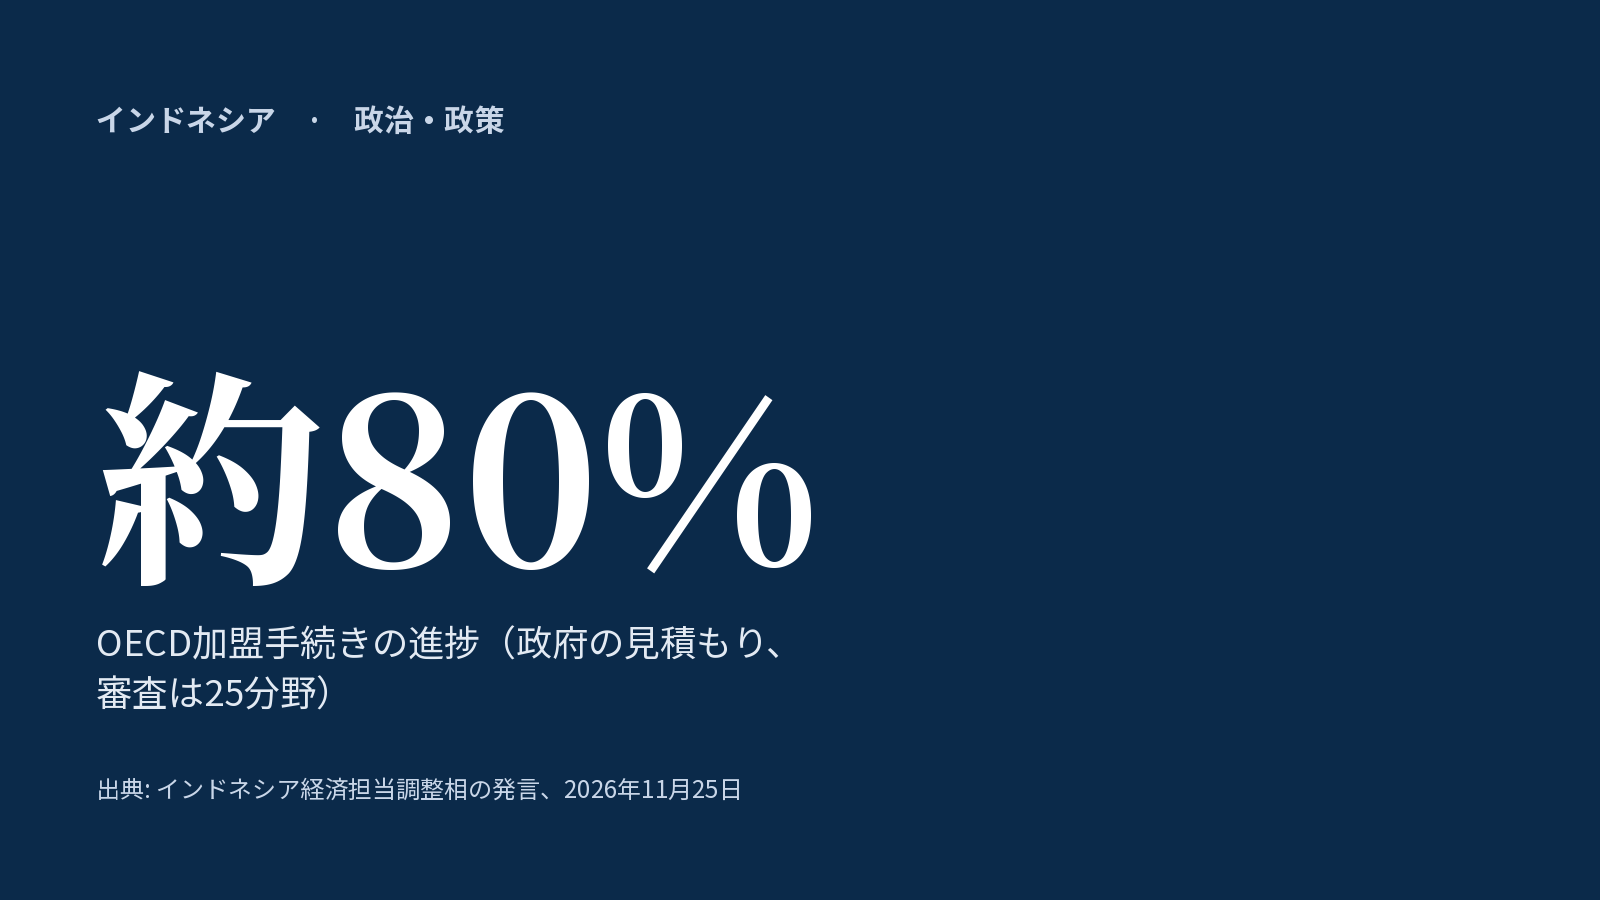 インドネシア ・ 政治・政策
約80%
OECD加盟手続きの進捗（政府の見積もり、
審査は25分野）
出典: インドネシア経済担当調整相の発言、2026年11月25日